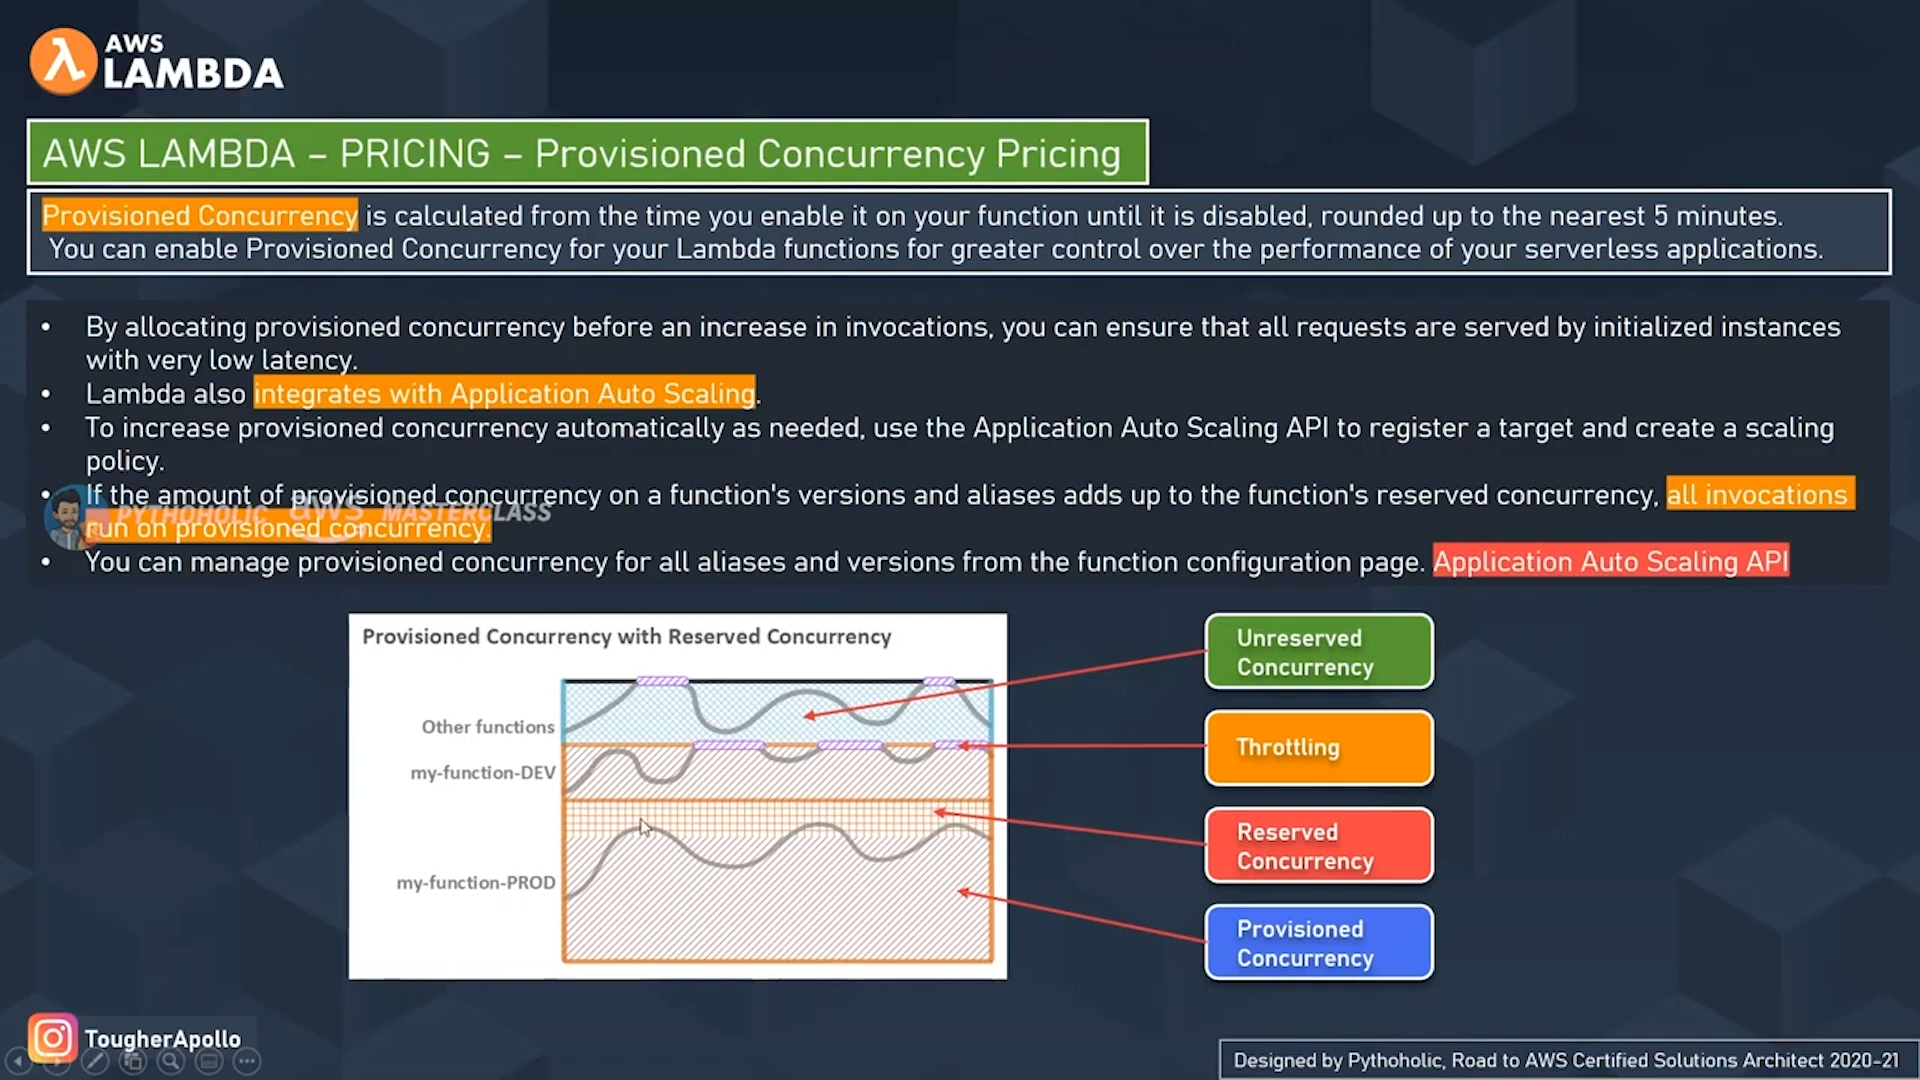 AWS
LAMBDA
AWS LAMBDA – PRICING – Provisioned Concurrency Pricing
Provisioned Concurrency is calculated from the time you enable it on your function until it is disabled, rounded up to the nearest 5 minutes.
You can enable Provisioned Concurrency for your Lambda functions for greater control over the performance of your serverless applications.
• By allocating provisioned concurrency before an increase in invocations, you can ensure that all requests are served by initialized instances
with very low latency.
• Lambda also integrates with Application Auto Scaling.
• To increase provisioned concurrency automatically as needed, use the Application Auto Scaling API to register a target and create a scaling
policy.
• If the amount of provisioned concurrency on a function's versions and aliases adds up to the function's reserved concurrency, all invocations
run on provisioned concurrency.
PYTHOHOLIC aws MASTERCLASS
• You can manage provisioned concurrency for all aliases and versions from the function configuration page. Application Auto Scaling API
Provisioned Concurrency with Reserved Concurrency
Other functions
my-function-DEV
my-function-PROD
Unreserved
Concurrency
Throttling
Reserved
Concurrency
Provisioned
Concurrency
TougherApollo
Designed by Pythoholic, Road to AWS Certified Solutions Architect 2020-21